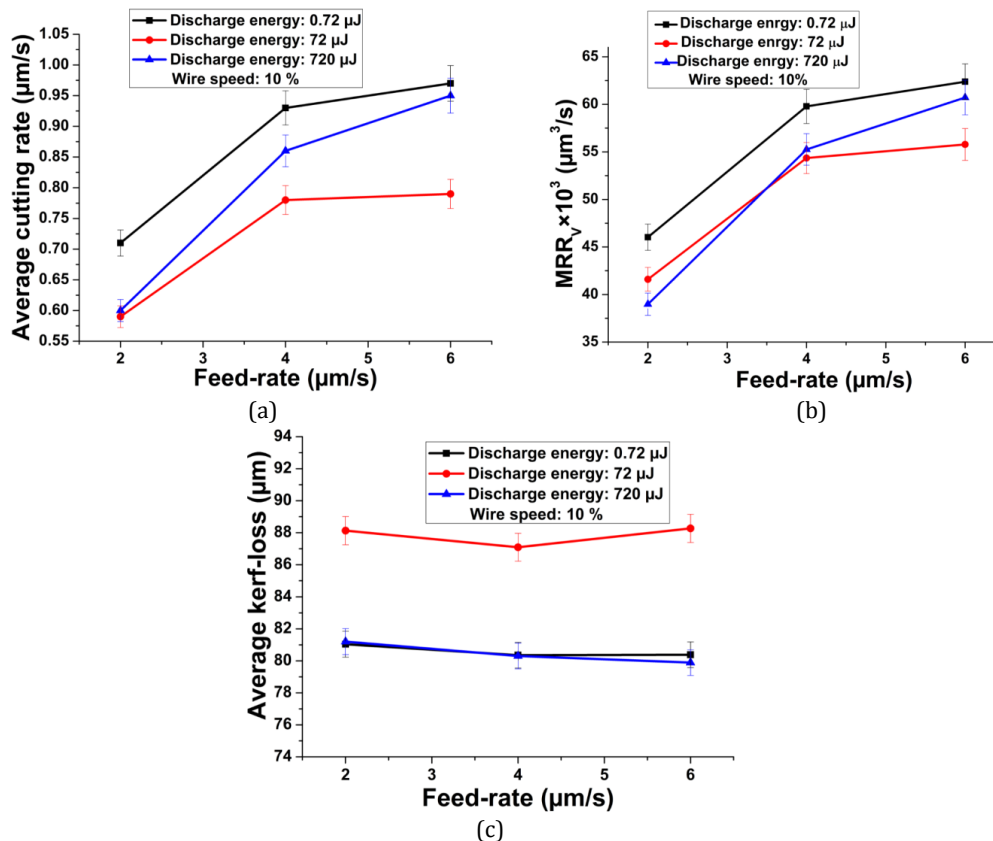 Discharge energy: 0.72 µJ
Discharge energy: 72 µJ
Discharge energy: 720 µJ
Wire speed: 10 %
Average cutting rate (µm/s)
1.05
1.00
0.95
0.90
0.85
0.80
0.75
0.70
0.65
0.60
0.55
2 3 4 5 6
Feed-rate (µm/s)
(a)
Discharge enrgy: 0.72 µJ
Discharge enrgy: 72 µJ
Discharge enrgy: 720 µJ
Wire speed: 10%
MRRᵥ×10³ (µm³/s)
65
60
55
50
45
40
35
2 3 4 5 6
Feed-rate (µm/s)
(b)
Discharge energy: 0.72 µJ
Discharge energy: 72 µJ
Discharge energy: 720 µJ
Wire speed: 10 %
Average kerf-loss (µm)
94
92
90
88
86
84
82
80
78
76
74
2 3 4 5 6
Feed-rate (µm/s)
(c)